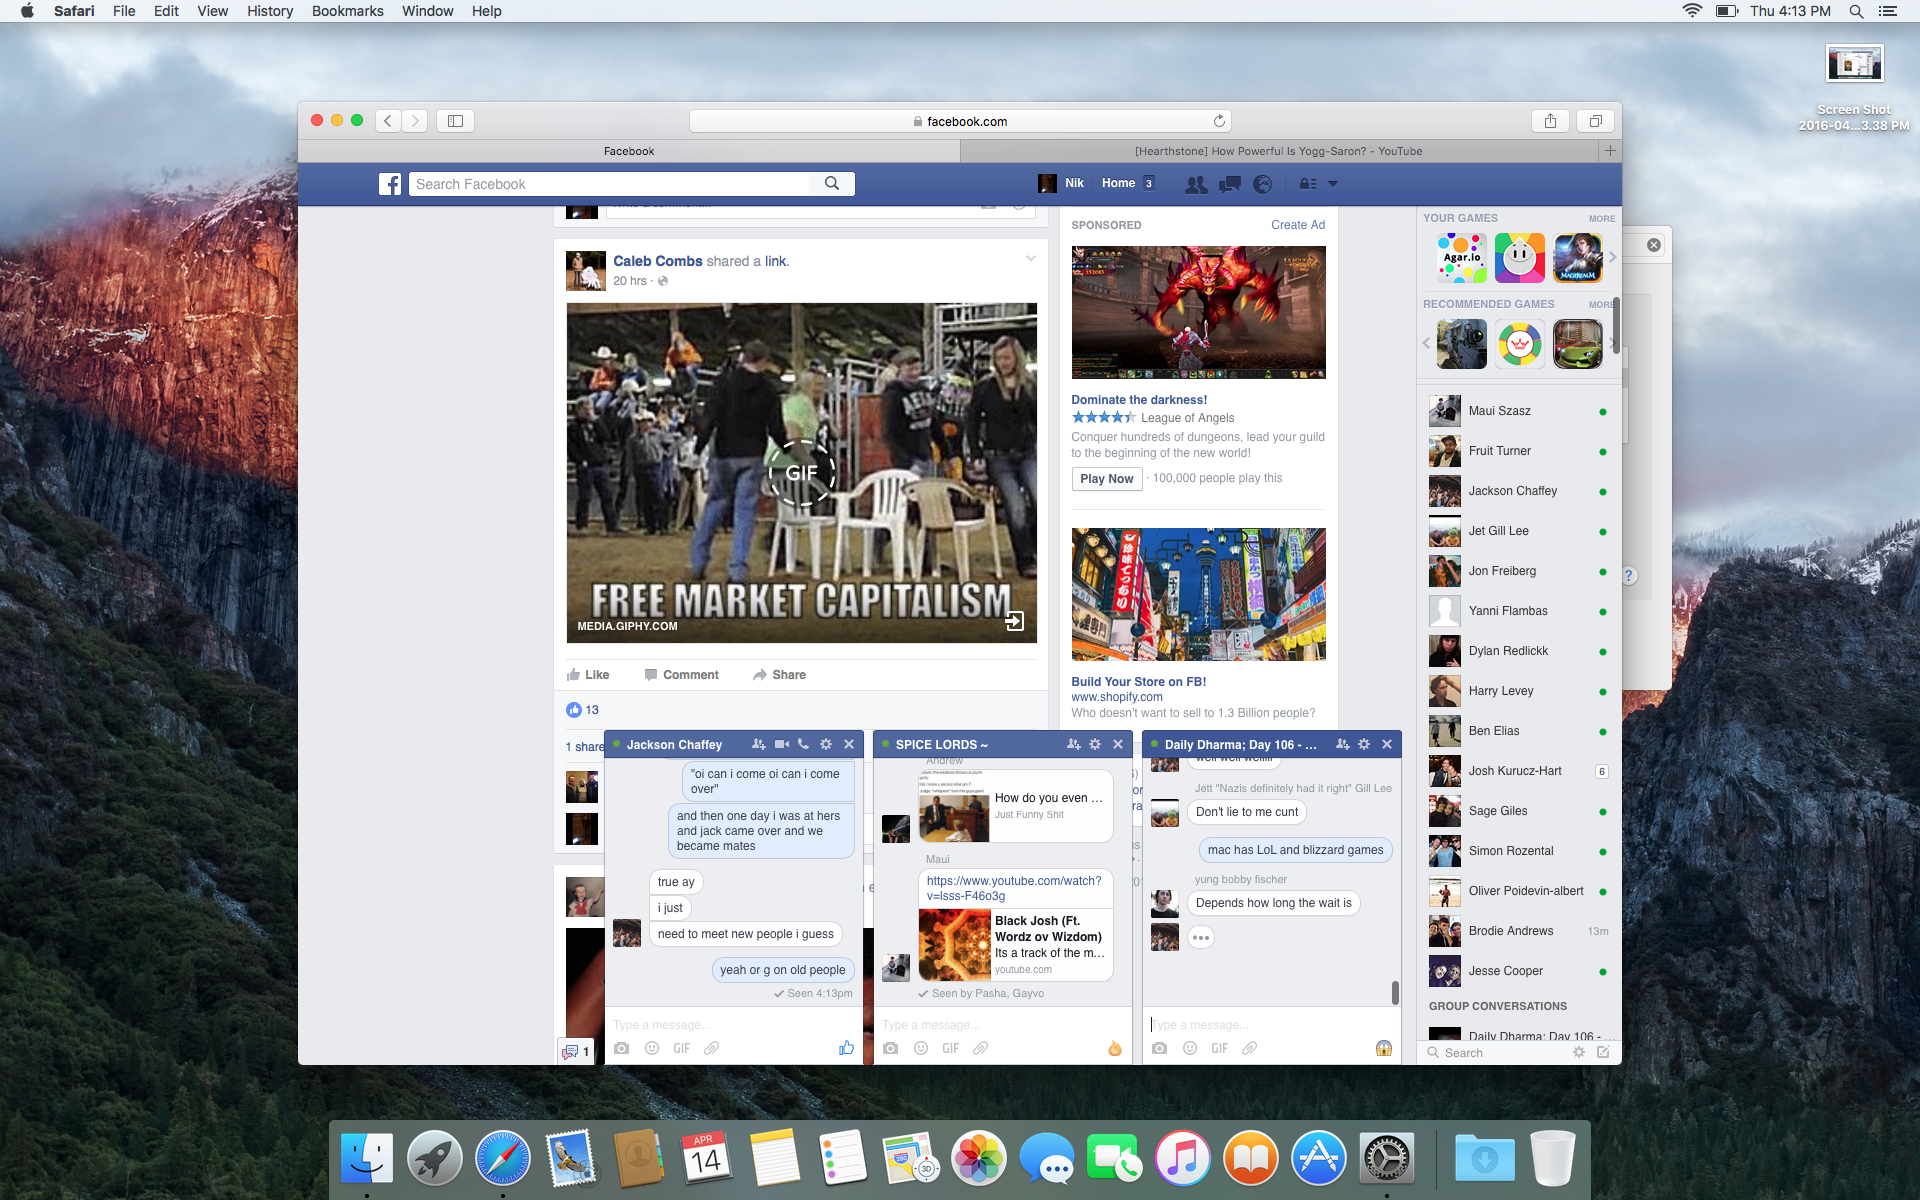 Safari File Edit View History Bookmarks Window Help
Thu 4:13 PM
Screen Shot
2016-04...3.38 PM
facebook.com
Facebook
[Hearthstone] How Powerful Is Yogg-Saron? - YouTube
Search Facebook
Nik
Home 3
Caleb Combs shared a link.
20 hrs ·
GIF
FREE MARKET CAPITALISM
MEDIA.GIPHY.COM
Like Comment Share
13
1 share
SPONSORED
Create Ad
Dominate the darkness!
League of Angels
Conquer hundreds of dungeons, lead your guild
to the beginning of the new world!
Play Now · 100,000 people play this
Build Your Store on FB!
www.shopify.com
Who doesn't want to sell to 1.3 Billion people?
YOUR GAMES
MORE
Agar.io
RECOMMENDED GAMES
MORE
Maui Szasz
Fruit Turner
Jackson Chaffey
Jet Gill Lee
Jon Freiberg
Yanni Flambas
Dylan Redlickk
Harry Levey
Ben Elias
Josh Kurucz-Hart 6
Sage Giles
Simon Rozental
Oliver Poidevin-albert
Brodie Andrews 13m
Jesse Cooper
GROUP CONVERSATIONS
Daily Dharma; Day 106 - ...
Search
Jackson Chaffey
"oi can i come oi can i come
over"
and then one day i was at hers
and jack came over and we
became mates
true ay
i just
need to meet new people i guess
yeah or g on old people
Seen 4:13pm
Type a message...
GIF
1
SPICE LORDS ~
Andrew
How do you even ...
Just Funny Shit
Maui
https://www.youtube.com/watch?
v=lsss-F46o3g
Black Josh (Ft.
Wordz ov Wizdom)
Its a track of the m...
youtube.com
Seen by Pasha, Gayvo
Type a message...
GIF
Daily Dharma; Day 106 - ...
Jett "Nazis definitely had it right" Gill Lee
Don't lie to me cunt
mac has LoL and blizzard games
yung bobby fischer
Depends how long the wait is
Type a message...
GIF
APR
14
3D